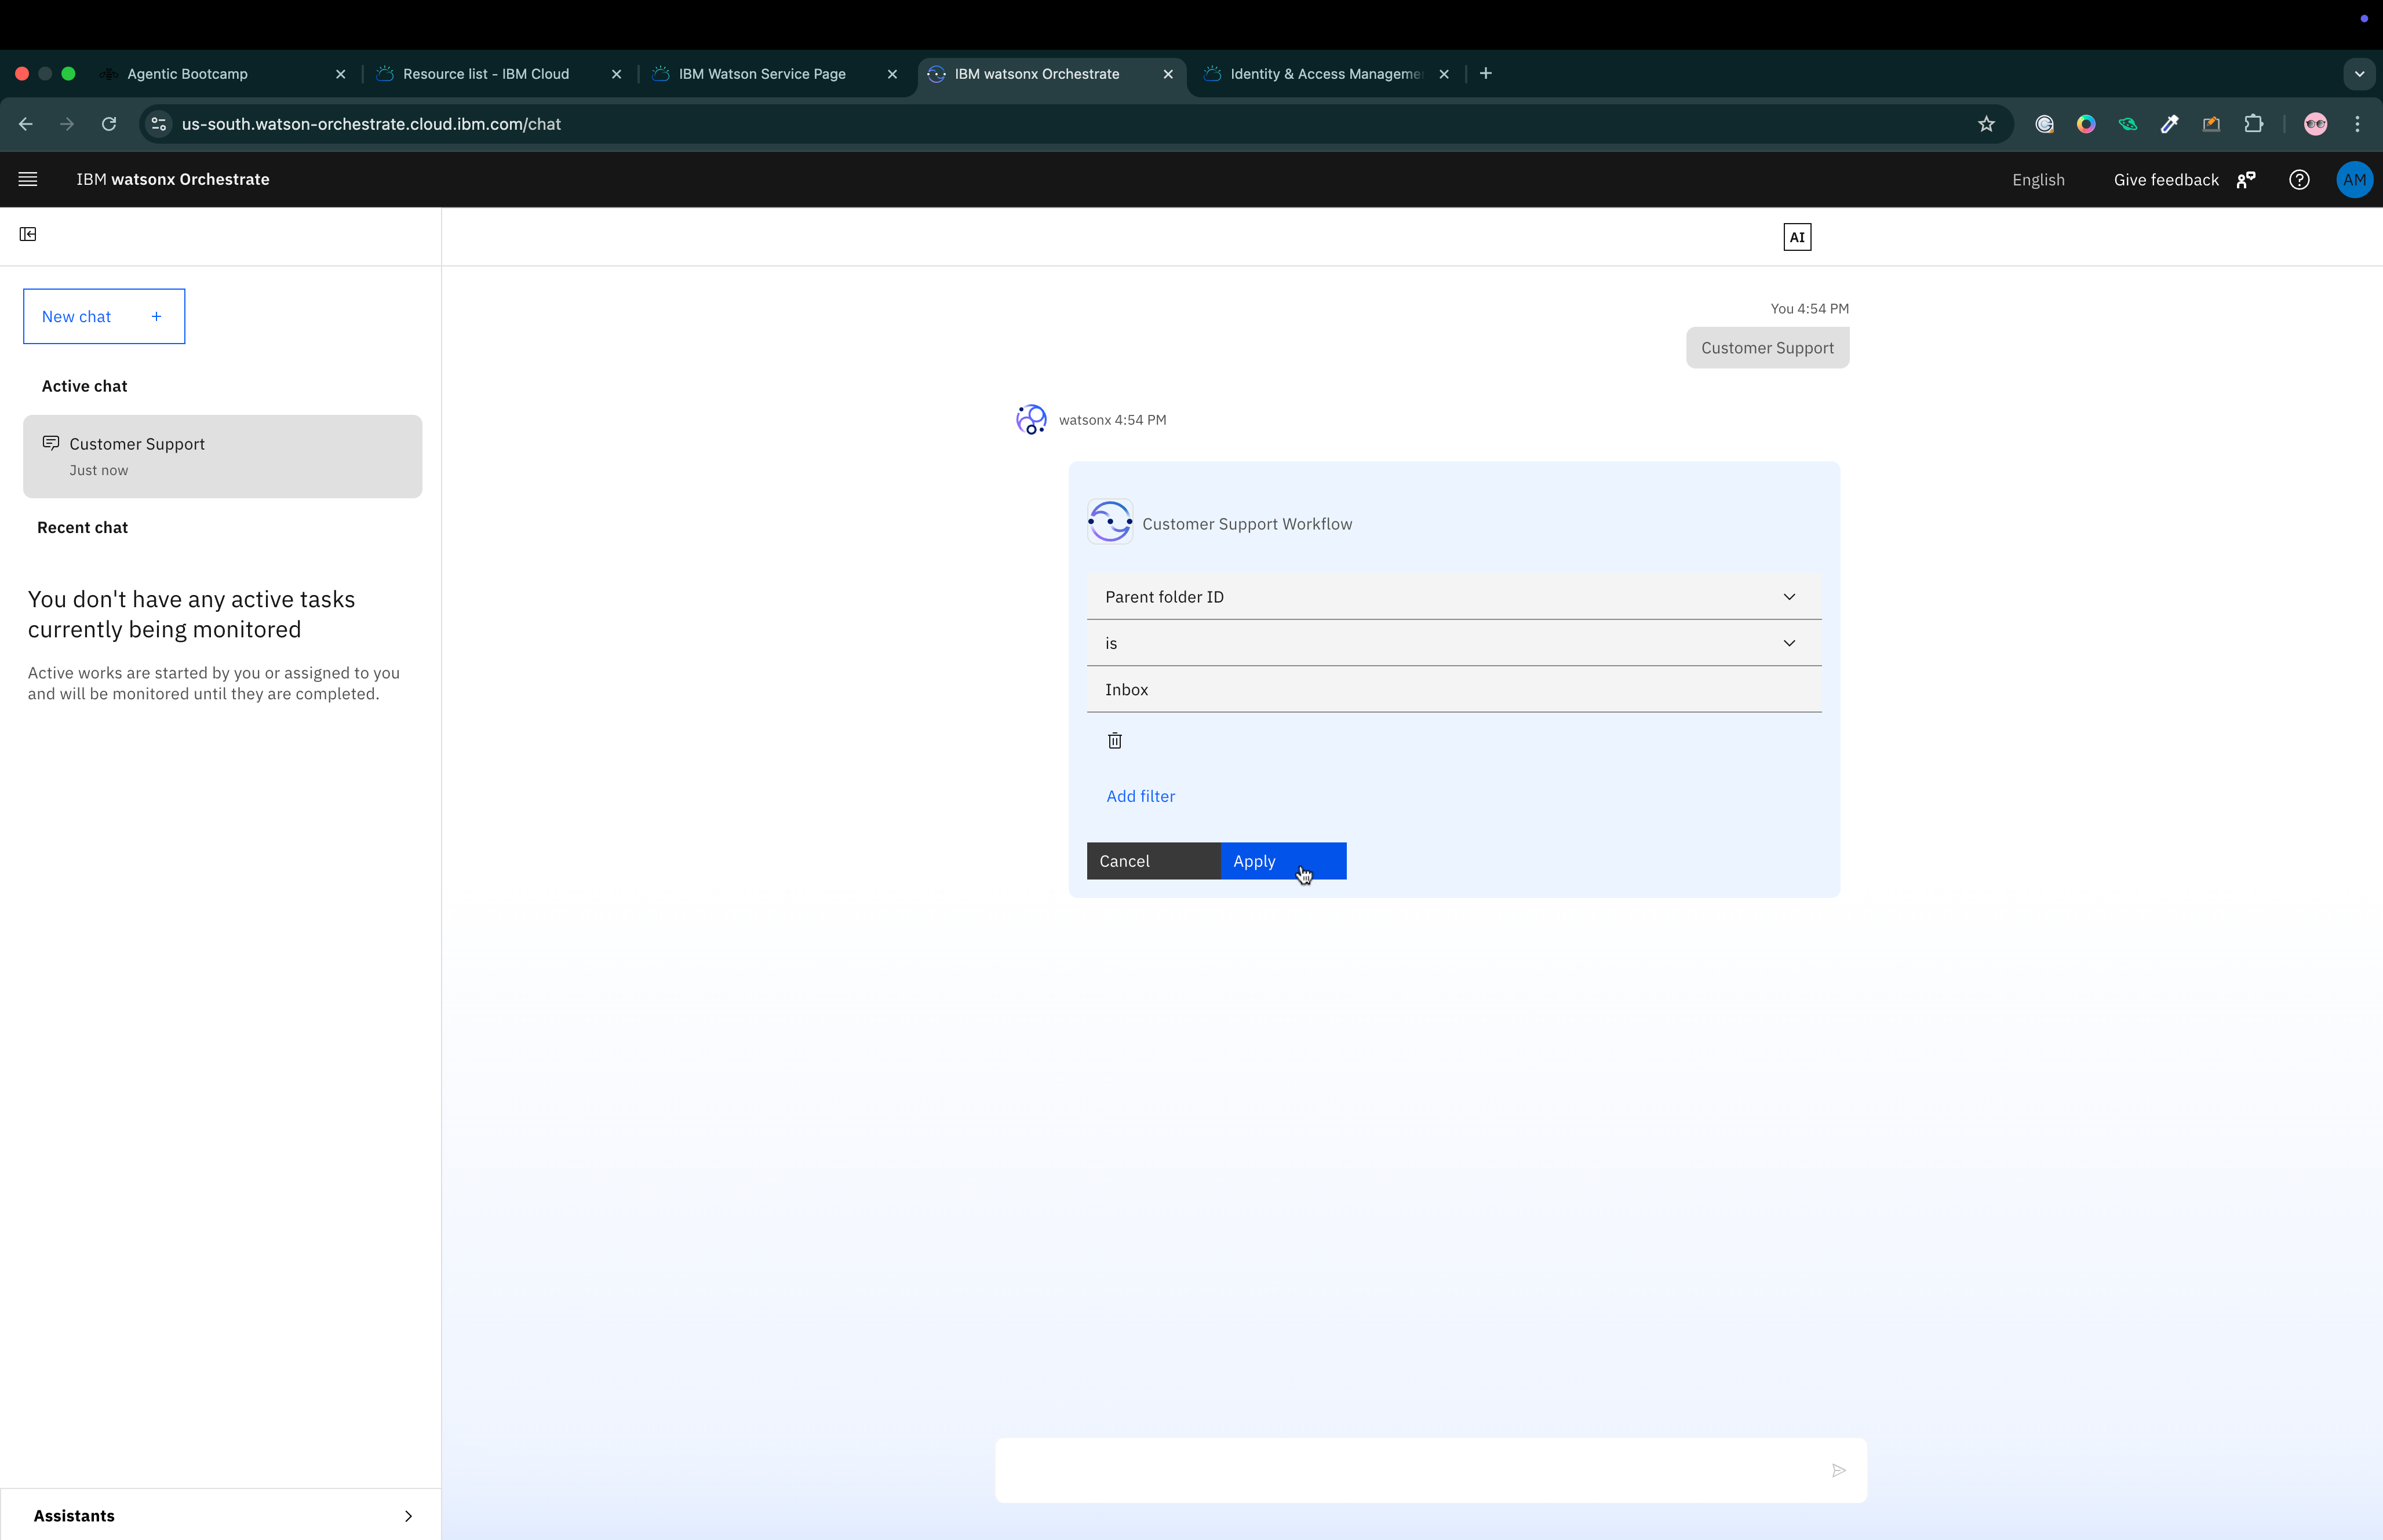 Agentic Bootcamp
Resource list - IBM Cloud
IBM Watson Service Page
IBM watsonx Orchestrate
Identity & Access Manageme
us-south.watson-orchestrate.cloud.ibm.com/chat
IBM watsonx Orchestrate
English
Give feedback
AM
AI
New chat +
Active chat
Customer Support
Just now
Recent chat
You don't have any active tasks
currently being monitored
Active works are started by you or assigned to you
and will be monitored until they are completed.
Assistants
You 4:54 PM
Customer Support
watsonx 4:54 PM
Customer Support Workflow
Parent folder ID
is
Inbox
Add filter
Cancel
Apply